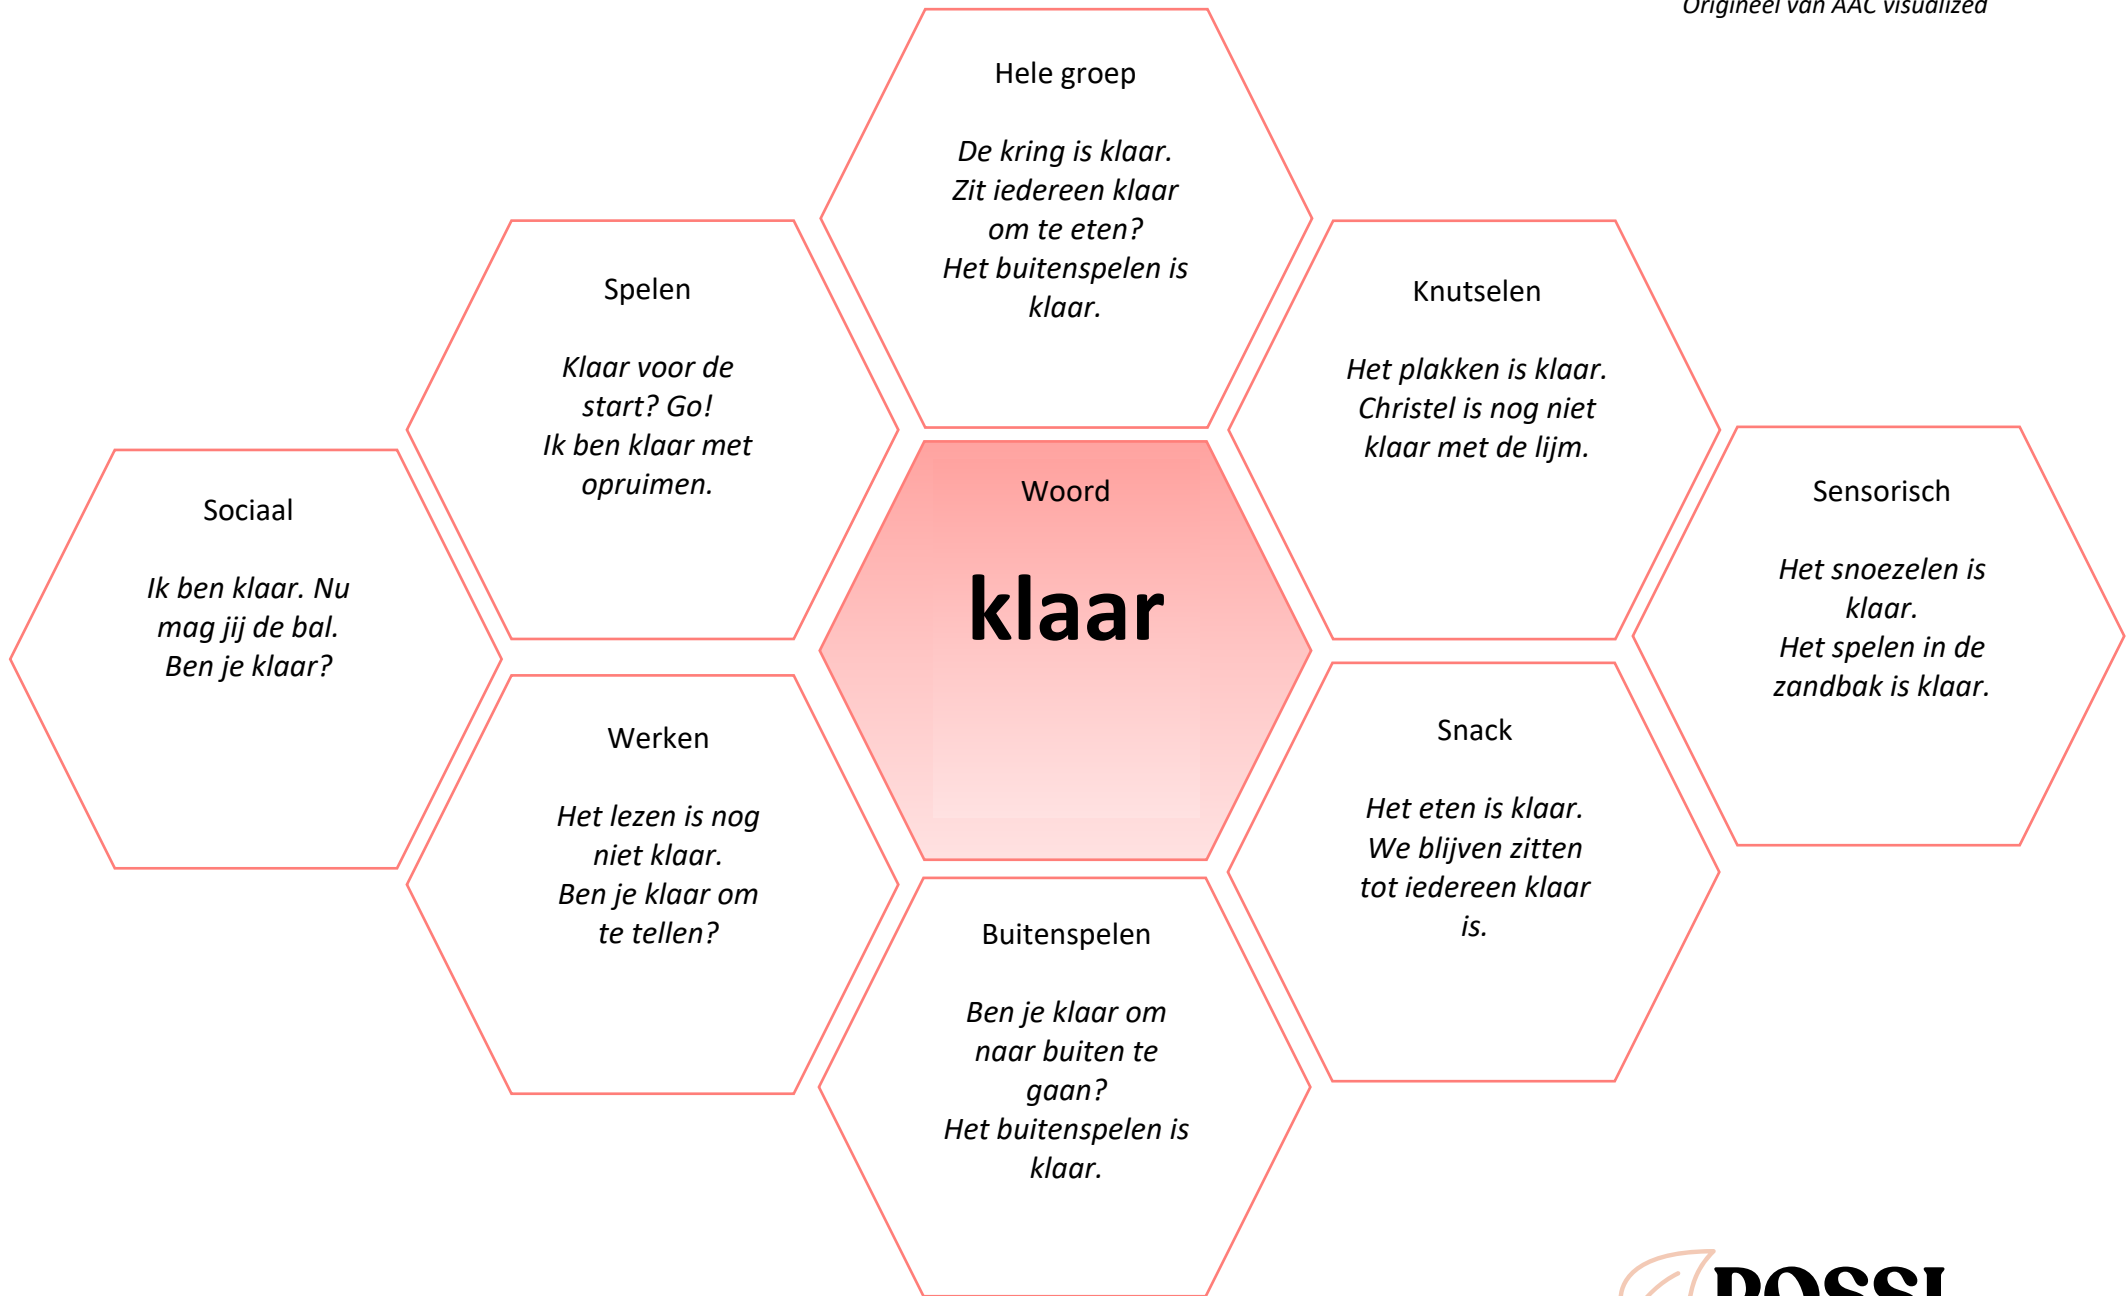 Origineel van AAC visualized
Hele groep
De kring is klaar.
Zit iedereen klaar
om te eten?
Het buitenspelen is
klaar.
Spelen
Klaar voor de
start? Go!
Ik ben klaar met
opruimen.
Knutselen
Het plakken is klaar.
Christel is nog niet
klaar met de lijm.
Sociaal
Ik ben klaar. Nu
mag jij de bal.
Ben je klaar?
Woord
klaar
Sensorisch
Het snoezelen is
klaar.
Het spelen in de
zandbak is klaar.
Werken
Het lezen is nog
niet klaar.
Ben je klaar om
te tellen?
Snack
Het eten is klaar.
We blijven zitten
tot iedereen klaar
is.
Buitenspelen
Ben je klaar om
naar buiten te
gaan?
Het buitenspelen is
klaar.